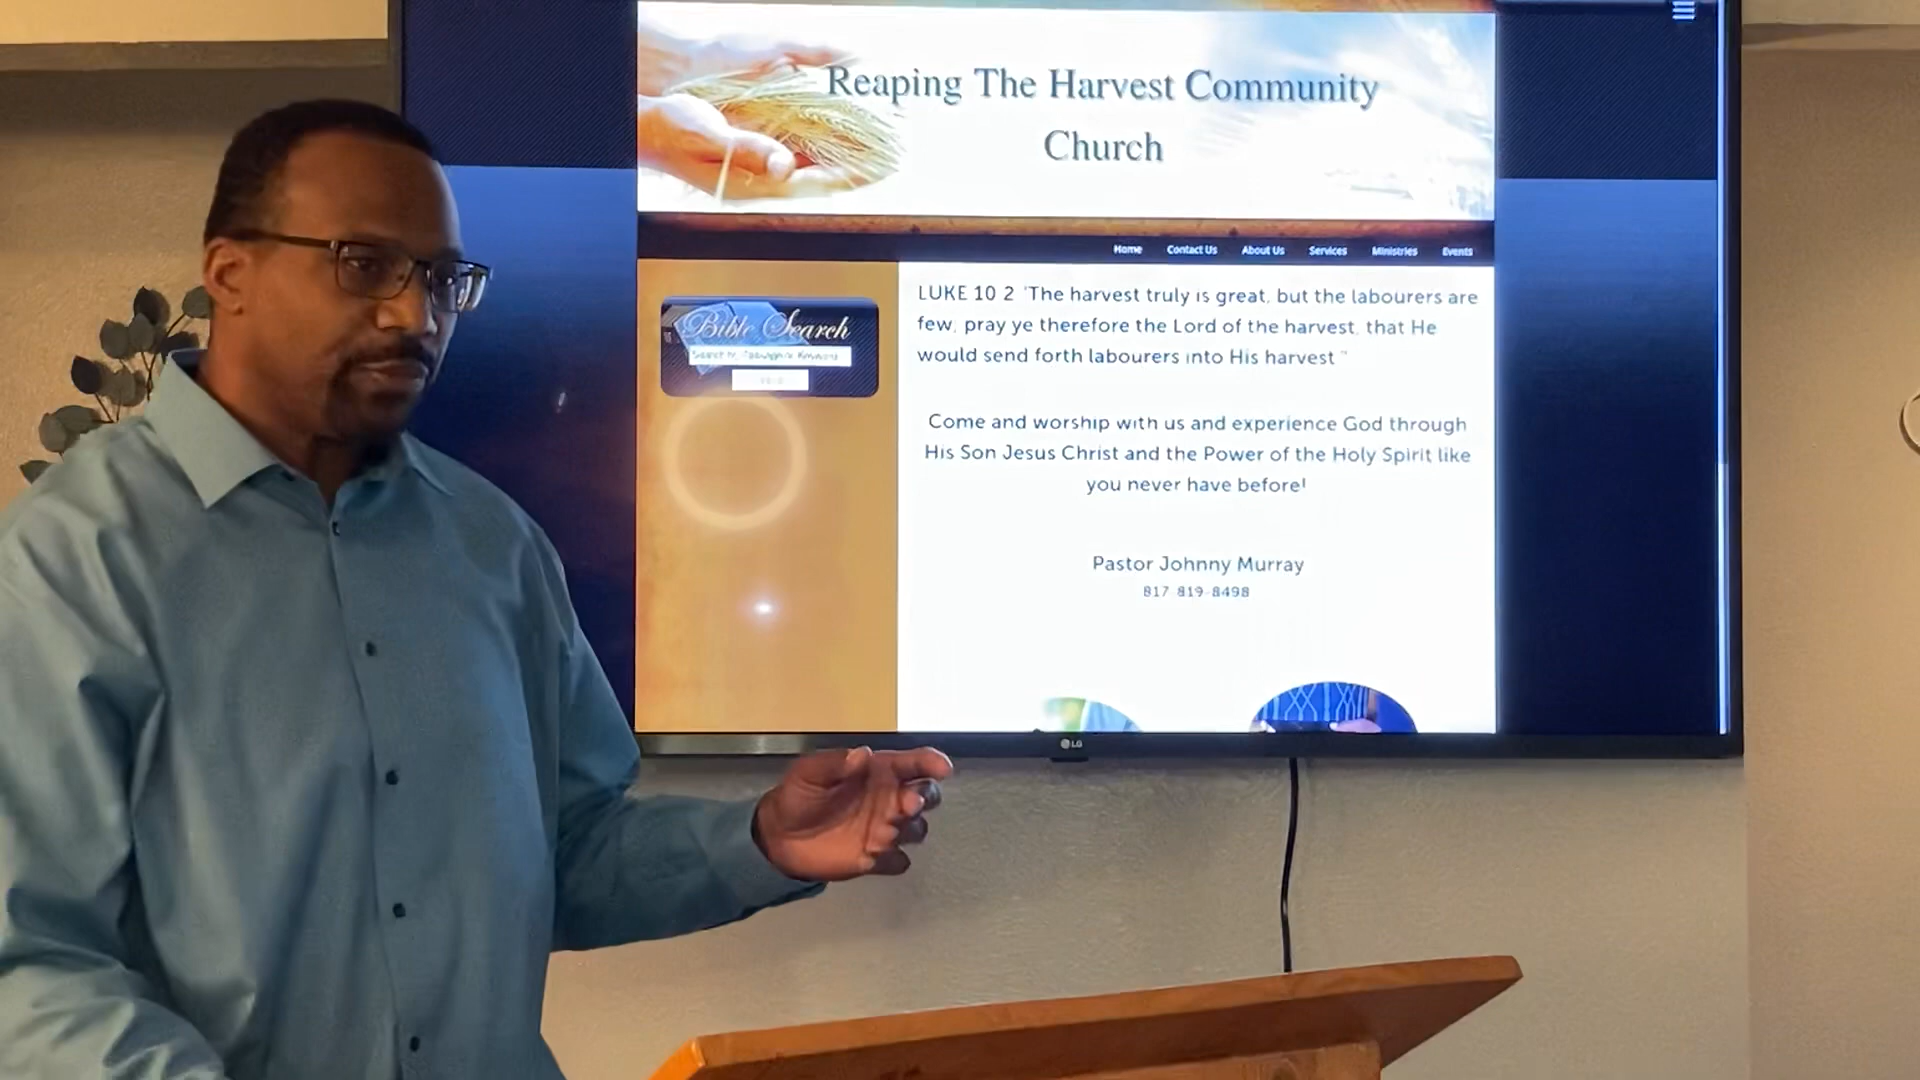 Reaping The Harvest Community
Church
Home Contact Us About Us Services Ministries Events
Bible Search
LUKE 10 2 "The harvest truly is great, but the labourers are
few, pray ye therefore the Lord of the harvest, that He
would send forth labourers into His harvest "
Come and worship with us and experience God through
His Son Jesus Christ and the Power of the Holy Spirit like
you never have before!
Pastor Johnny Murray
817 819-8498
LG